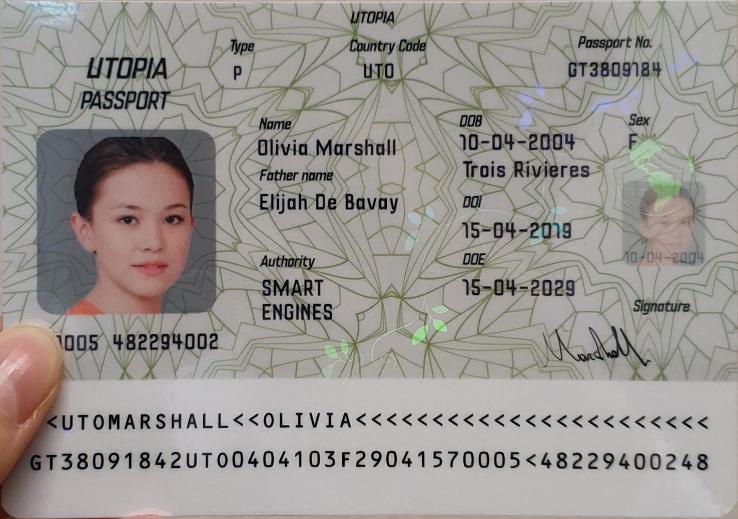 UTOPIA
UTOPIA
PASSPORT
Type
P
Country Code
UTO
Passport No.
GT3809184
Name
Olivia Marshall
Father name
Elijah De Bavay
Authority
SMART
ENGINES
DOB
10-04-2004
Trois Rivieres
DOI
15-04-2019
DOE
15-04-2029
Sex
F
10-04-2004
Signature
Marshall
0005 482294002
<UTOMARSHALL<<OLIVIA<<<<<<<<<<<<<<<<<<<<<<<
GT38091842UTO0404103F29041570005<48229400248